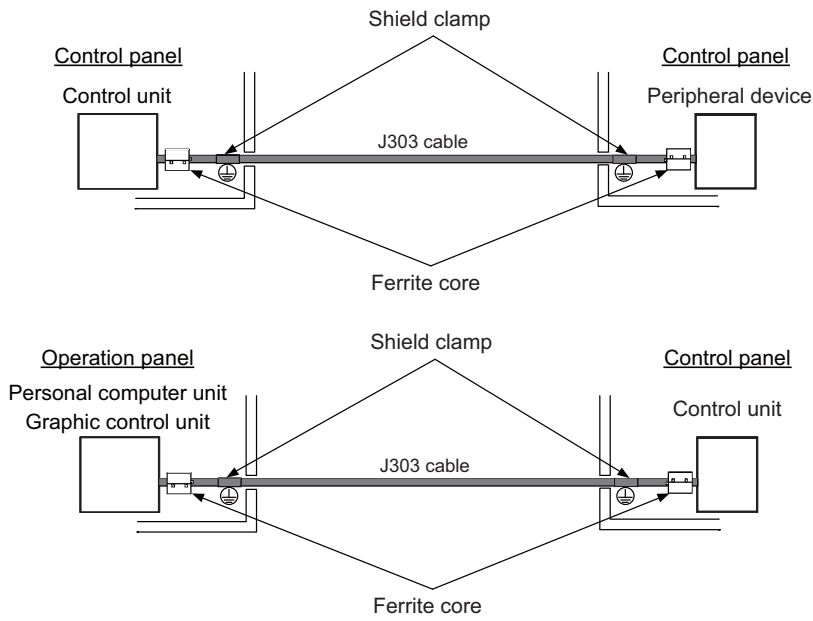 Shield clamp
Control panel
Control panel
Control unit
Peripheral device
J303 cable
Ferrite core
Shield clamp
Operation panel
Control panel
Personal computer unit
Graphic control unit
Control unit
J303 cable
Ferrite core